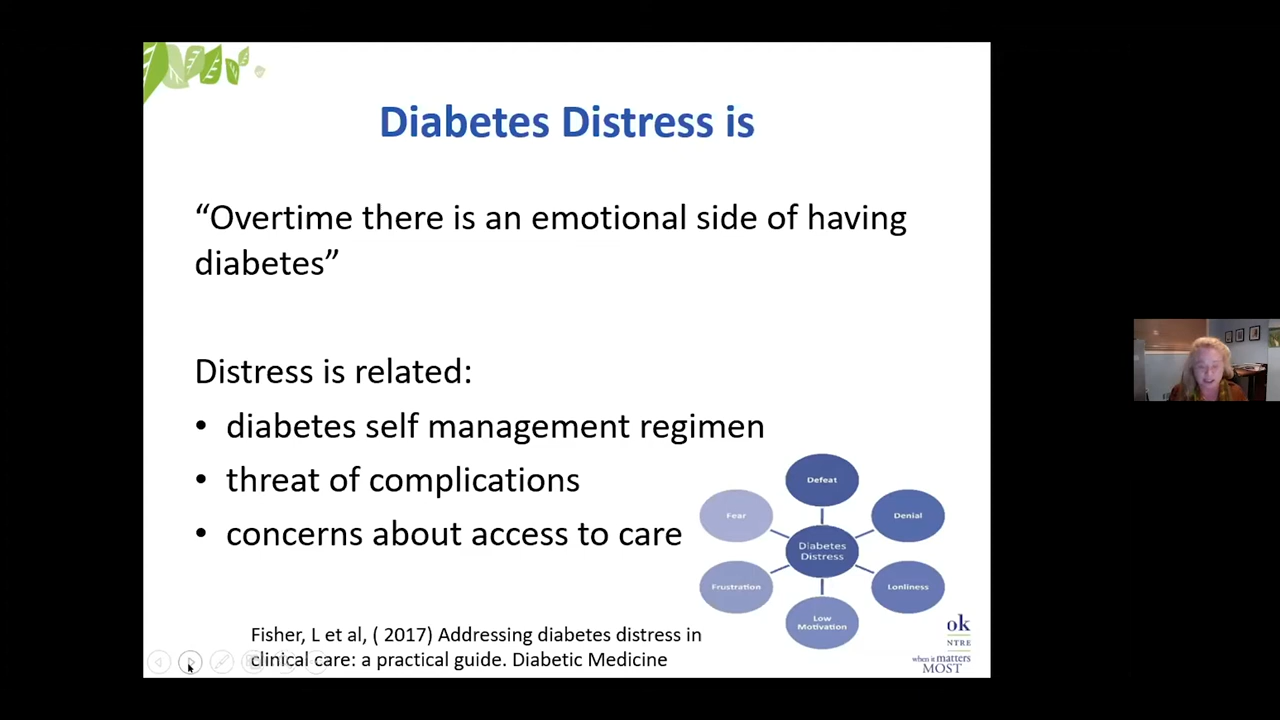 Diabetes Distress is
“Overtime there is an emotional side of having
diabetes”
Distress is related:
• diabetes self management regimen
• threat of complications
• concerns about access to care
Defeat
Fear
Denial
Diabetes
Distress
Frustration
Lonliness
Low
Motivation
Fisher, L et al, ( 2017) Addressing diabetes distress in
clinical care: a practical guide. Diabetic Medicine
ok
NTRE
when it matters
MOST